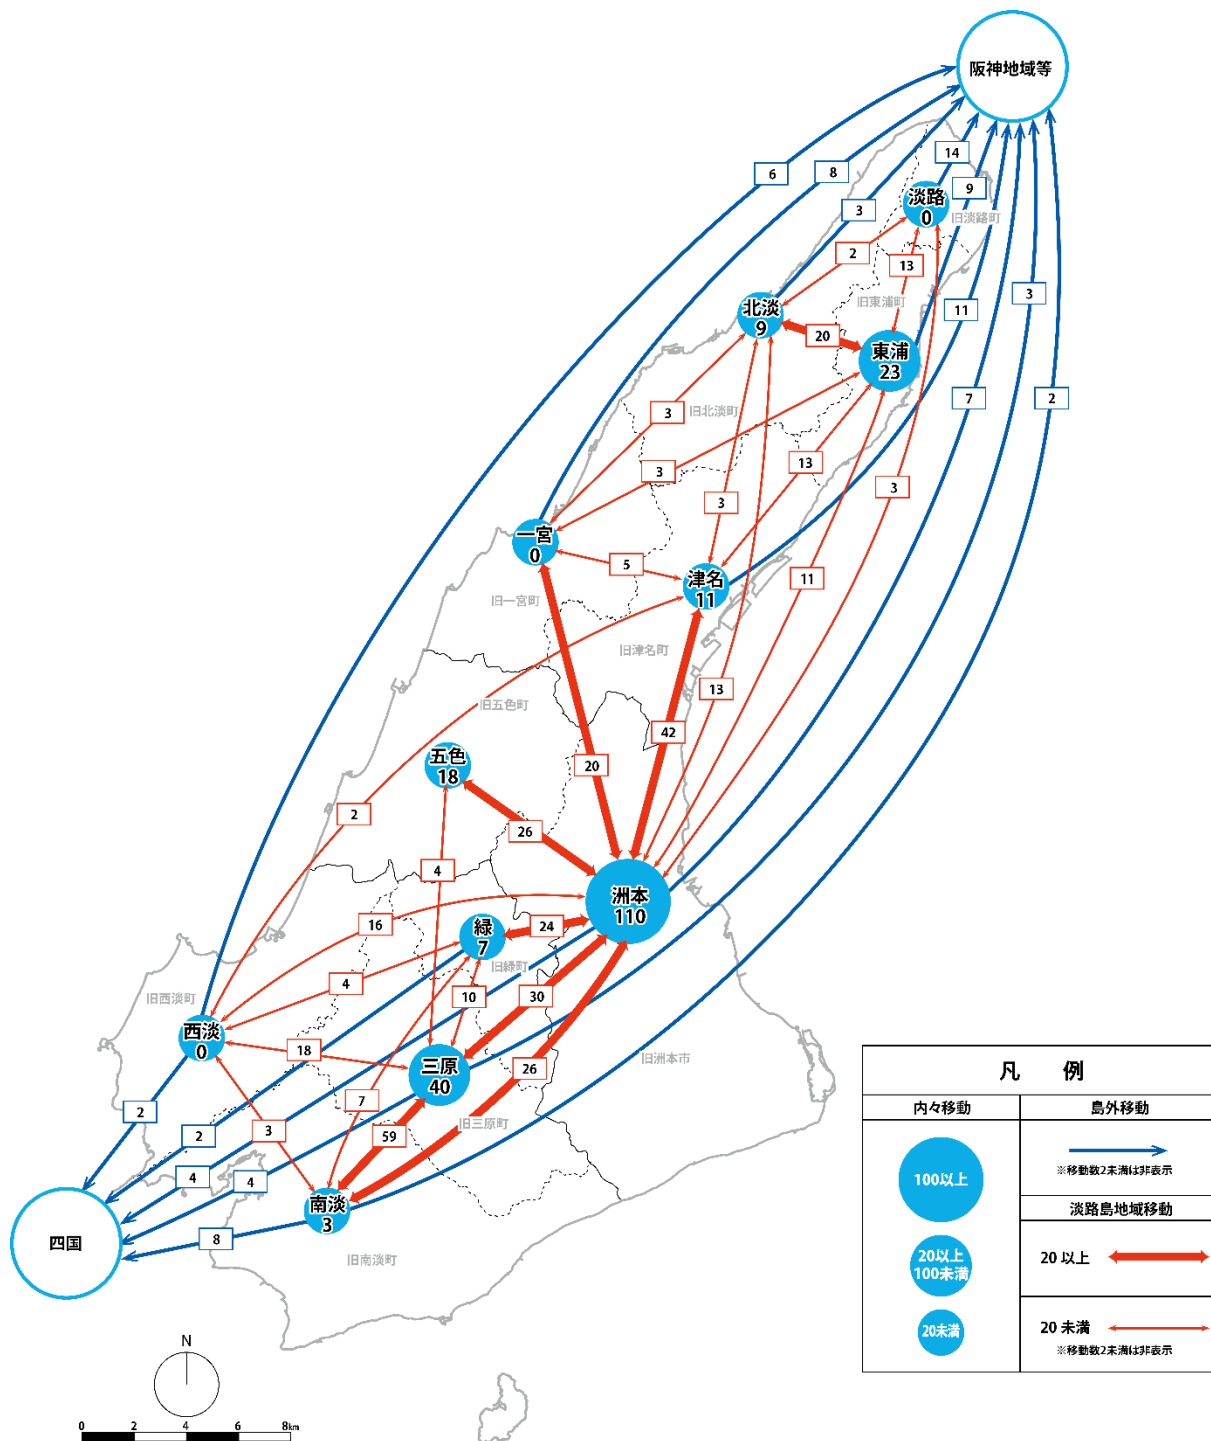 阪神地域等
6
8
14
3
9
淡路
0
旧淡路町
2
13
11
3
北淡
9
旧東浦町
20
東浦
23
7
2
3
旧北淡町
3
13
3
3
一宮
0
5
津名
11
11
旧一宮町
旧津名町
13
旧五色町
42
五色
18
20
2
26
4
洲本
110
16
緑
7
24
旧緑町
4
10
30
旧西淡町
西淡
0
18
三原
40
26
旧洲本市
7
2
2
3
59
旧三原町
4
4
南淡
3
四国
8
旧南淡町
凡 例
内々移動
島外移動
100以上
※移動数2未満は非表示
淡路島地域移動
20以上
100未満
20 以上
20未満
20 未満
※移動数2未満は非表示
N
0 2 4 6 8km